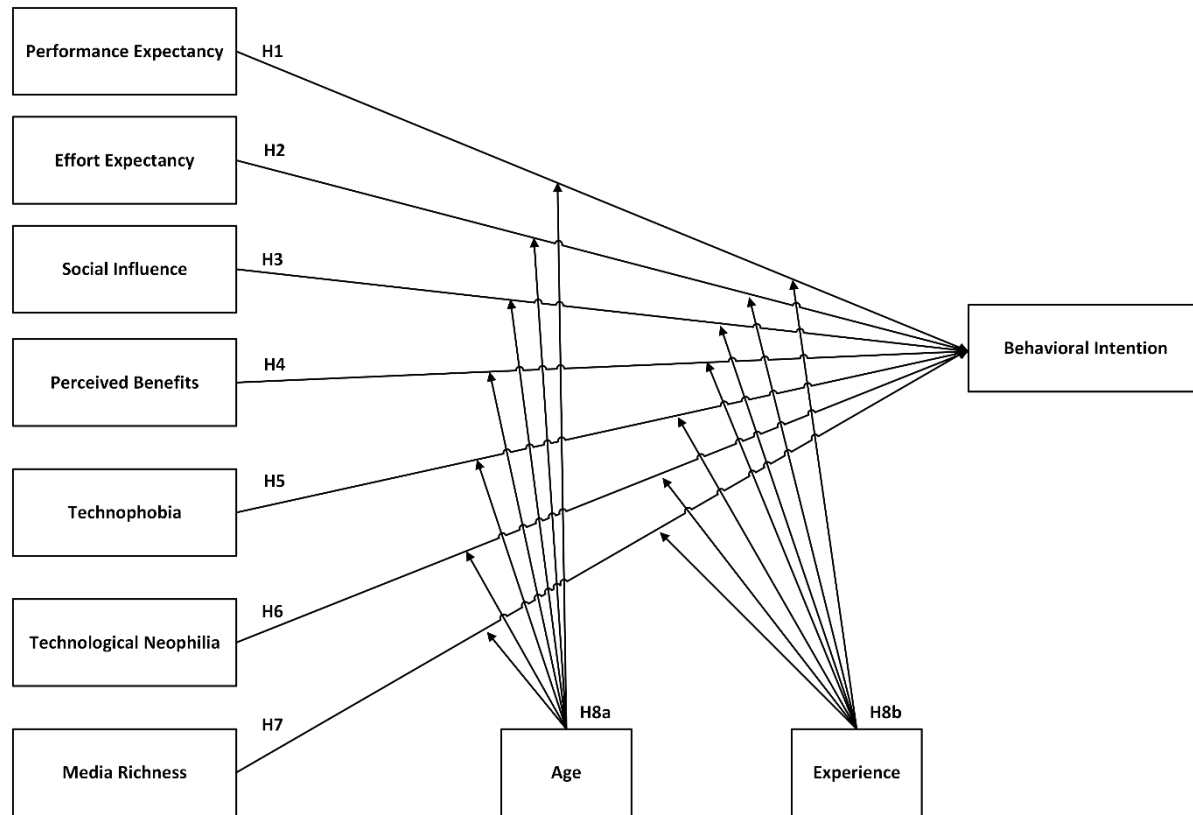 Performance Expectancy
H1
Effort Expectancy
H2
Social Influence
H3
Behavioral Intention
Perceived Benefits
H4
Technophobia
H5
Technological Neophilia
H6
Media Richness
H7
H8a
Age
H8b
Experience